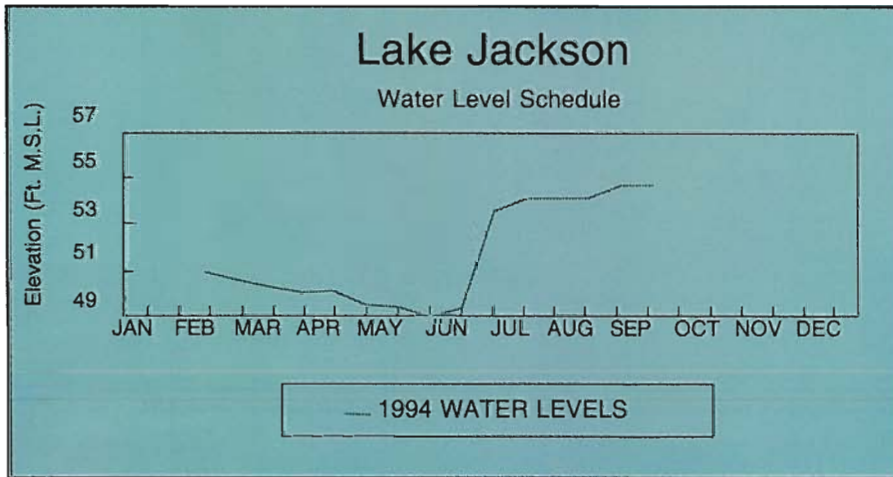 Lake Jackson
Water Level Schedule
Elevation (Ft. M.S.L.)
57
55
53
51
49
JAN FEB MAR APR MAY JUN JUL AUG SEP OCT NOV DEC
1994 WATER LEVELS